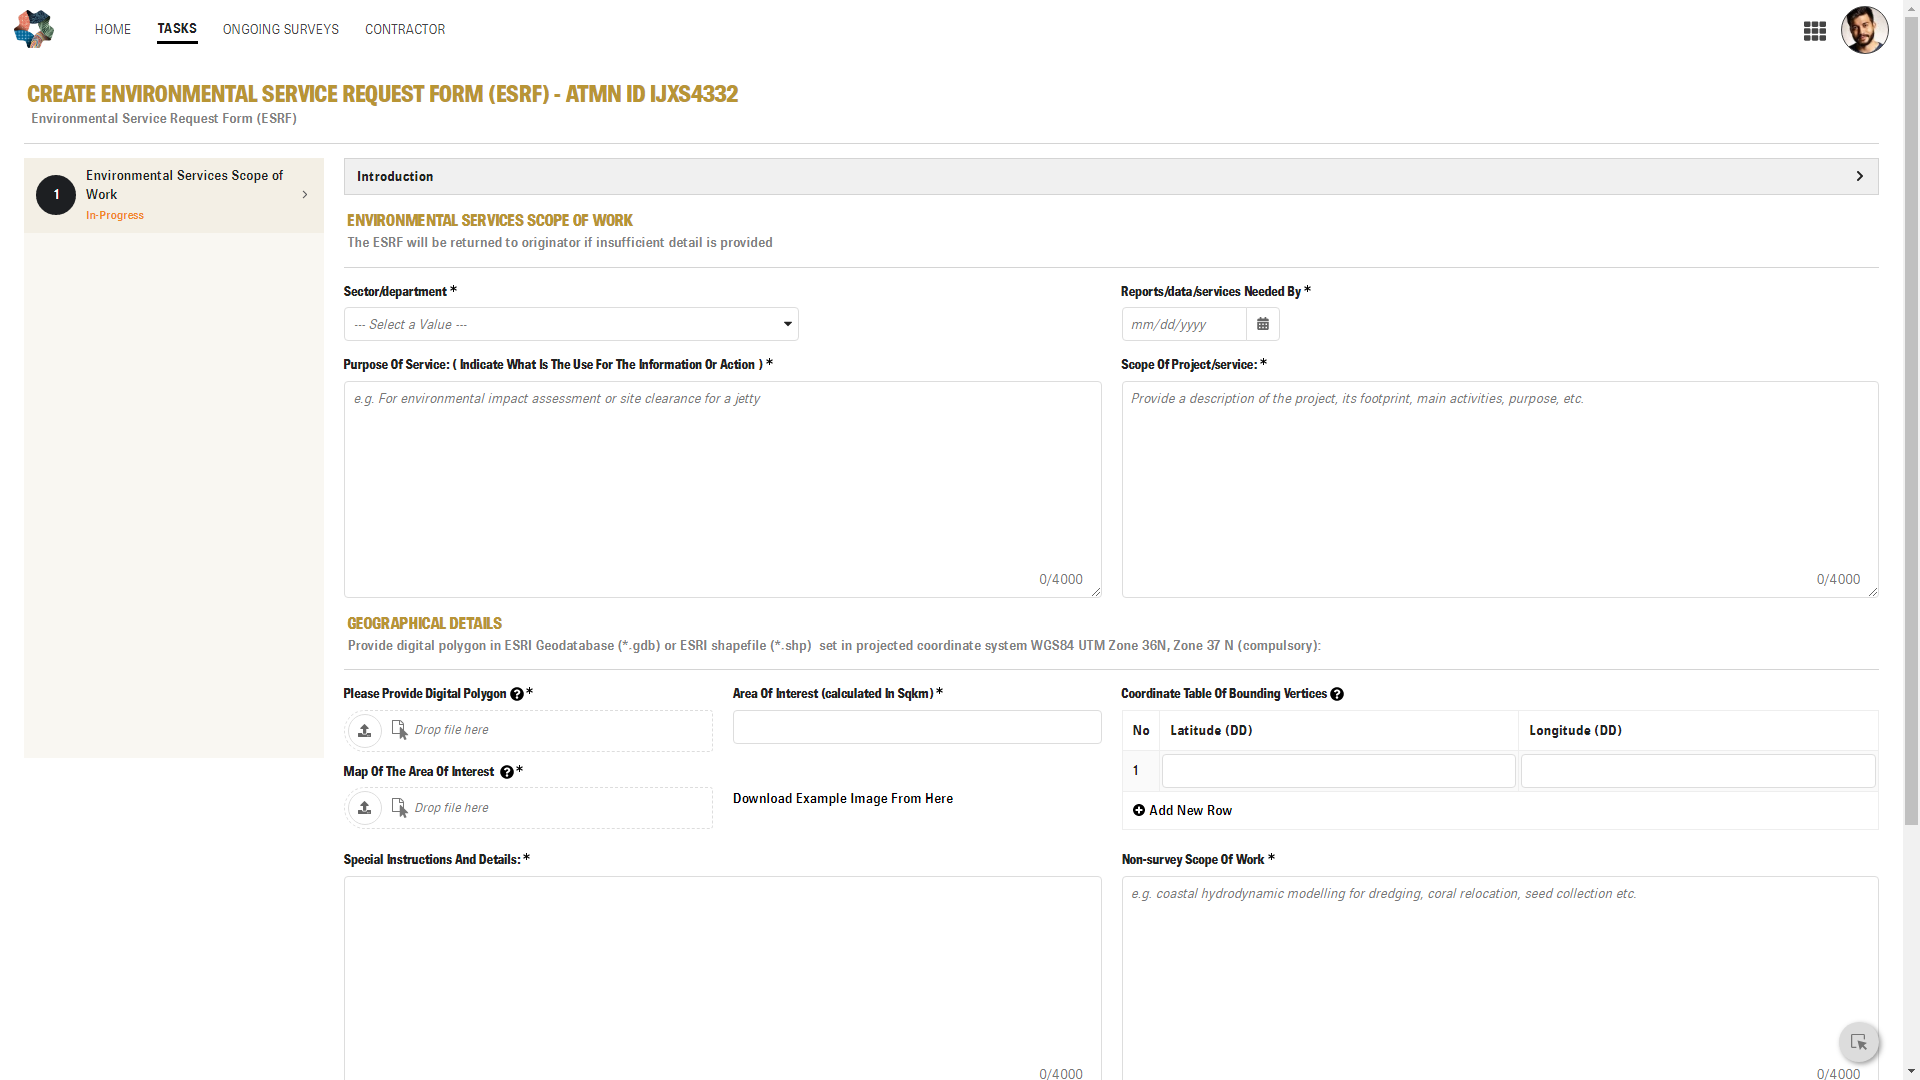 HOME
TASKS
ONGOING SURVEYS
CONTRACTOR
CREATE ENVIRONMENTAL SERVICE REQUEST FORM (ESRF) - ATMN ID IJXS4332
Environmental Service Request Form (ESRF)
1
Environmental Services Scope of
Work
In-Progress
Introduction
ENVIRONMENTAL SERVICES SCOPE OF WORK
The ESRF will be returned to originator if insufficient detail is provided
Sector/department *
--- Select a Value ---
Reports/data/services Needed By *
mm/dd/yyyy
Purpose Of Service: ( Indicate What Is The Use For The Information Or Action ) *
e.g. For environmental impact assessment or site clearance for a jetty
0/4000
Scope Of Project/service: *
Provide a description of the project, its footprint, main activities, purpose, etc.
0/4000
GEOGRAPHICAL DETAILS
Provide digital polygon in ESRI Geodatabase (*.gdb) or ESRI shapefile (*.shp) set in projected coordinate system WGS84 UTM Zone 36N, Zone 37 N (compulsory):
Please Provide Digital Polygon ? *
Drop file here
Area Of Interest (calculated In Sqkm) *
Coordinate Table Of Bounding Vertices ?
No Latitude (DD) Longitude (DD)
1
Add New Row
Map Of The Area Of Interest ? *
Drop file here
Download Example Image From Here
Special Instructions And Details: *
0/4000
Non-survey Scope Of Work *
e.g. coastal hydrodynamic modelling for dredging, coral relocation, seed collection etc.
0/4000